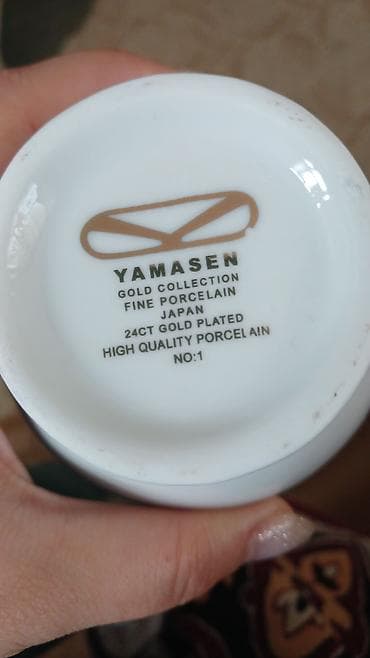 YAMASEN
GOLD COLLECTION
FINE PORCELAIN
JAPAN
24CT GOLD PLATED
HIGH QUALITY PORCELAIN
NO:1